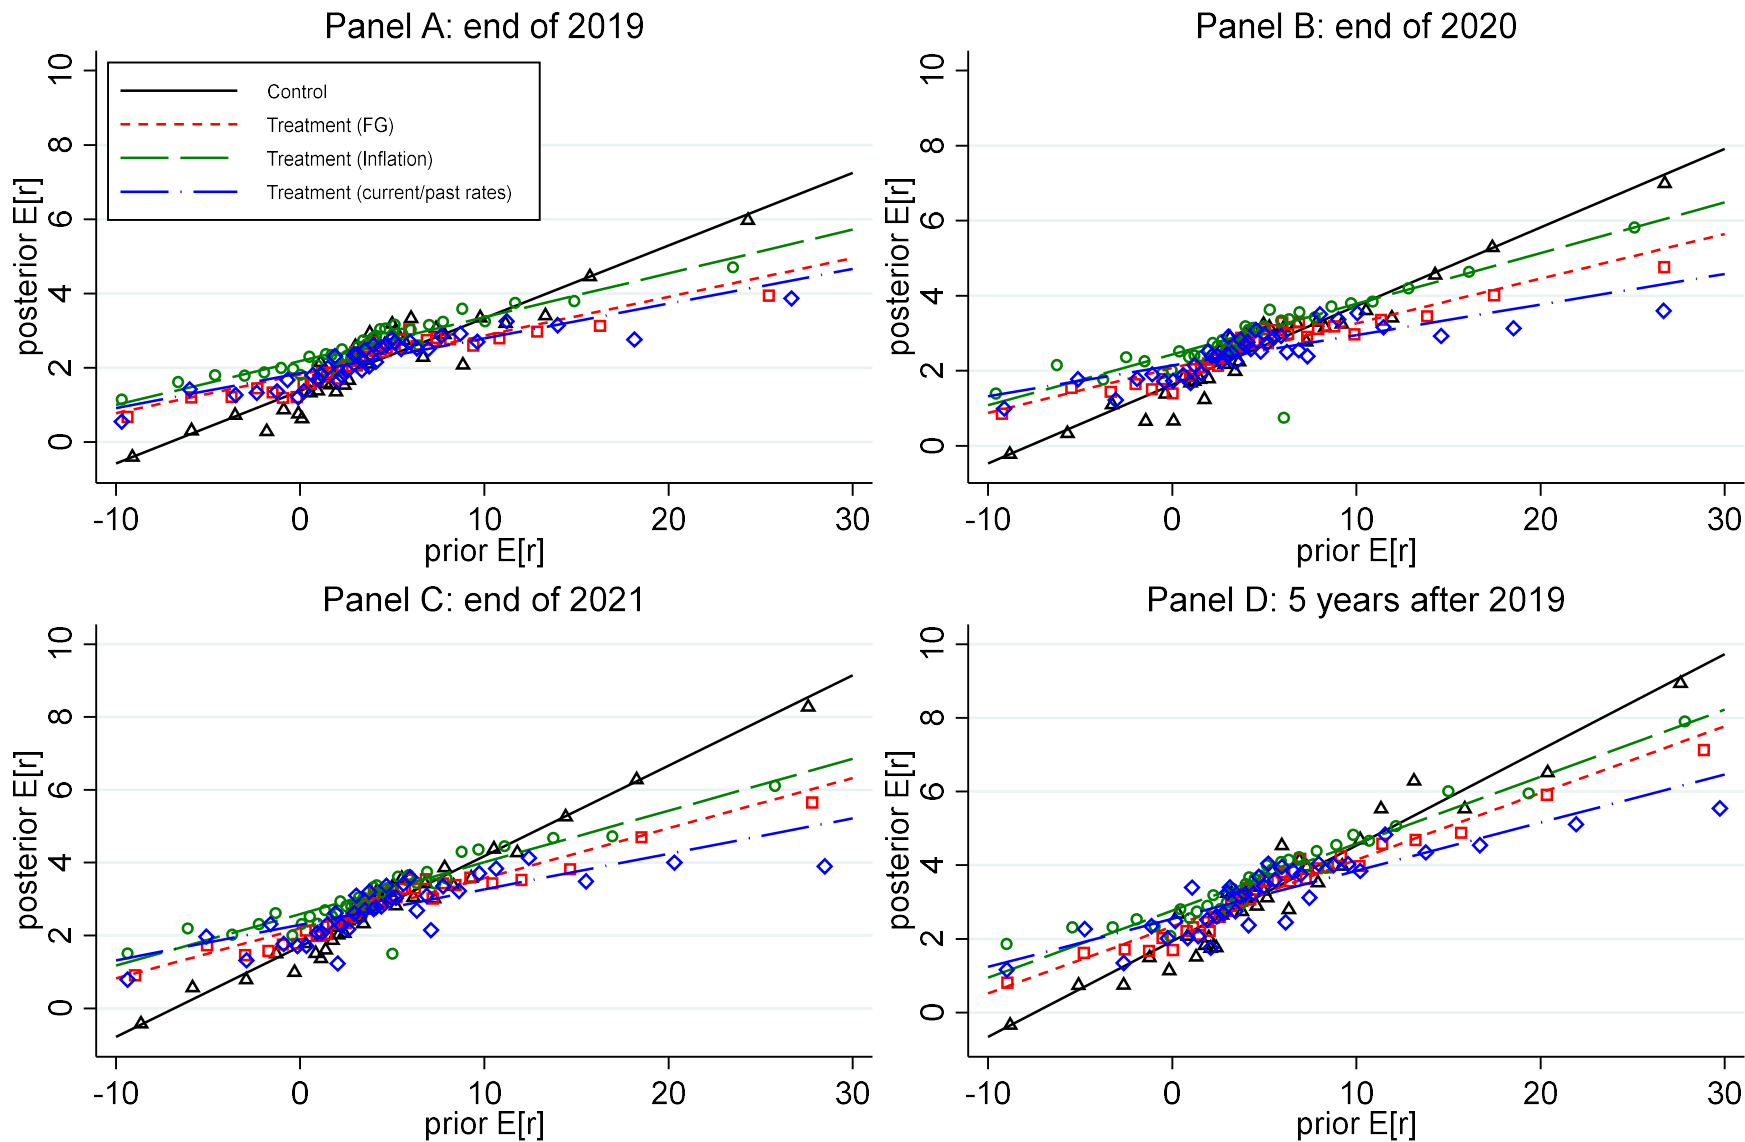 Panel A: end of 2019
10
8
6
4
2
0
posterior E[r]
Control
Treatment (FG)
Treatment (Inflation)
Treatment (current/past rates)
-10 0 10 20 30
prior E[r]
Panel B: end of 2020
10
8
6
4
2
0
posterior E[r]
-10 0 10 20 30
prior E[r]
Panel C: end of 2021
10
8
6
4
2
0
posterior E[r]
-10 0 10 20 30
prior E[r]
Panel D: 5 years after 2019
10
8
6
4
2
0
posterior E[r]
-10 0 10 20 30
prior E[r]